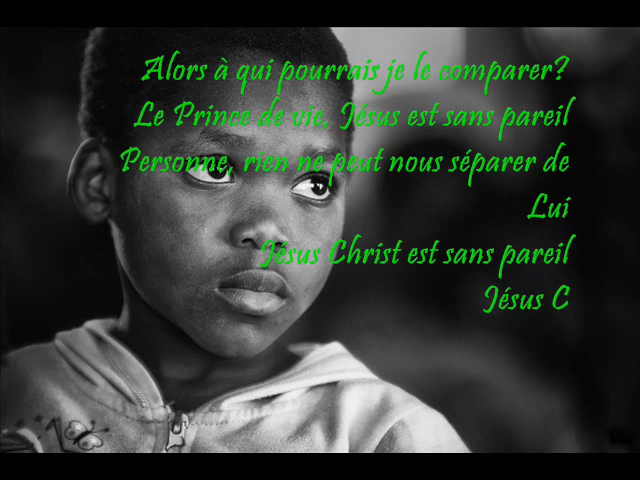 Alors à qui pourrais je le comparer?
Le Prince de vie, Jésus est sans pareil
Personne, rien ne peut nous séparer de
Lui
Jésus Christ est sans pareil
Jésus C